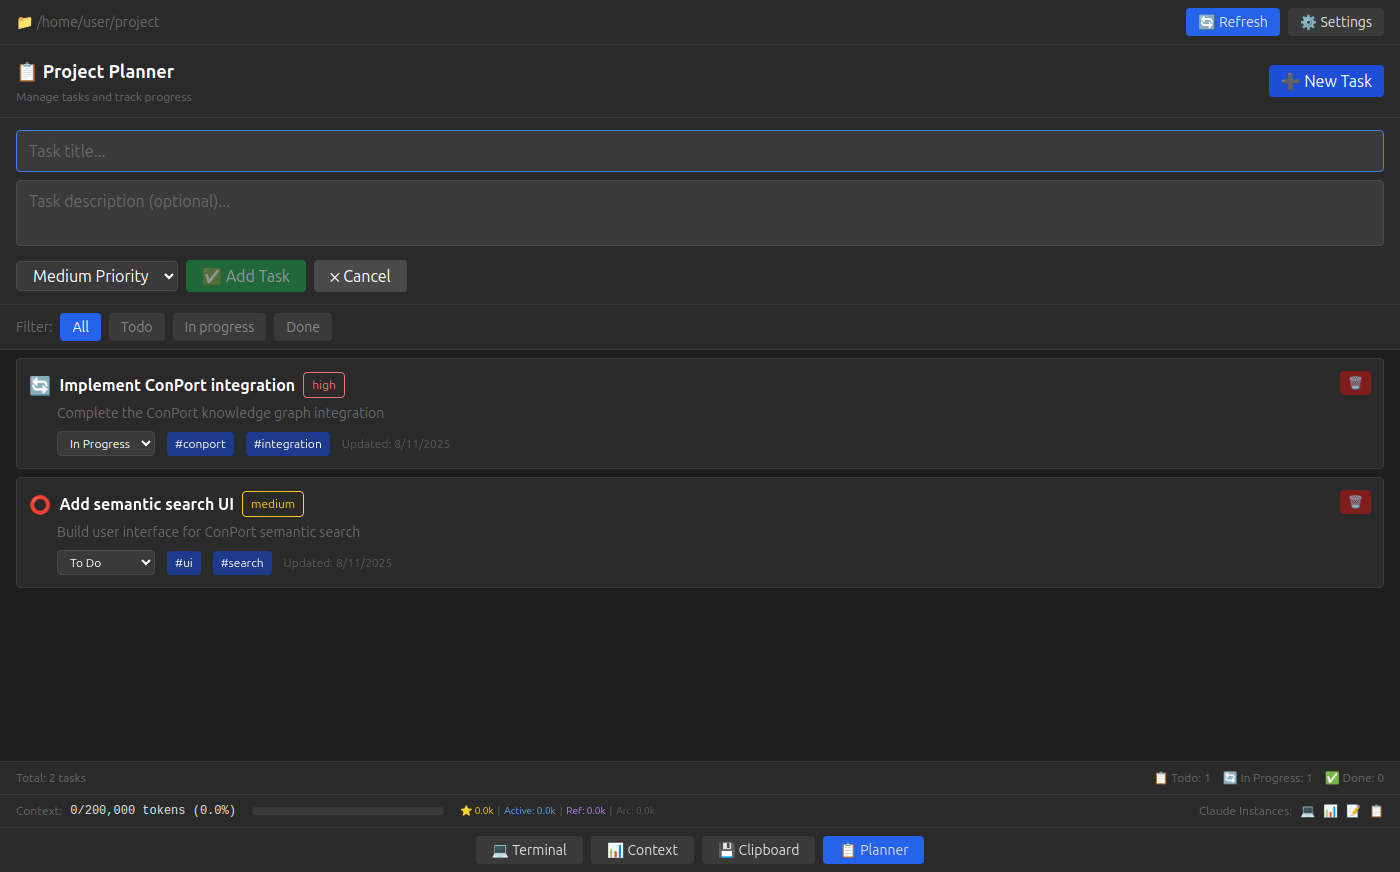 📁 /home/user/project
🔄 Refresh
⚙️ Settings
📋 Project Planner
Manage tasks and track progress
➕ New Task
Task title...
Task description (optional)...
Medium Priority
✅ Add Task
✕ Cancel
Filter:
All
Todo
In progress
Done
🔄 Implement ConPort integration high
Complete the ConPort knowledge graph integration
In Progress #conport #integration Updated: 8/11/2025
⭕ Add semantic search UI medium
Build user interface for ConPort semantic search
To Do #ui #search Updated: 8/11/2025
Total: 2 tasks
📋 Todo: 1 🔄 In Progress: 1 ✅ Done: 0
Context: 0/200,000 tokens (0.0%)
⭐ 0.0k | Active: 0.0k | Ref: 0.0k | Arc: 0.0k
Claude Instances: 💻 📊 📝 📋
💻 Terminal
📊 Context
💾 Clipboard
📋 Planner